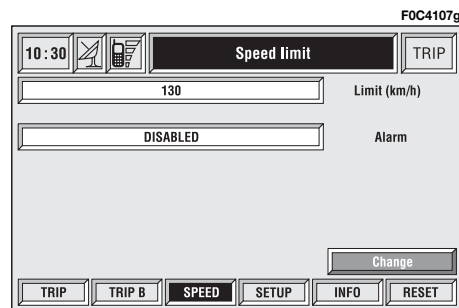 F0C4107g
10:30 Speed limit TRIP
130 Limit (km/h)
DISABLED Alarm
Change
TRIP TRIP B SPEED SETUP INFO RESET